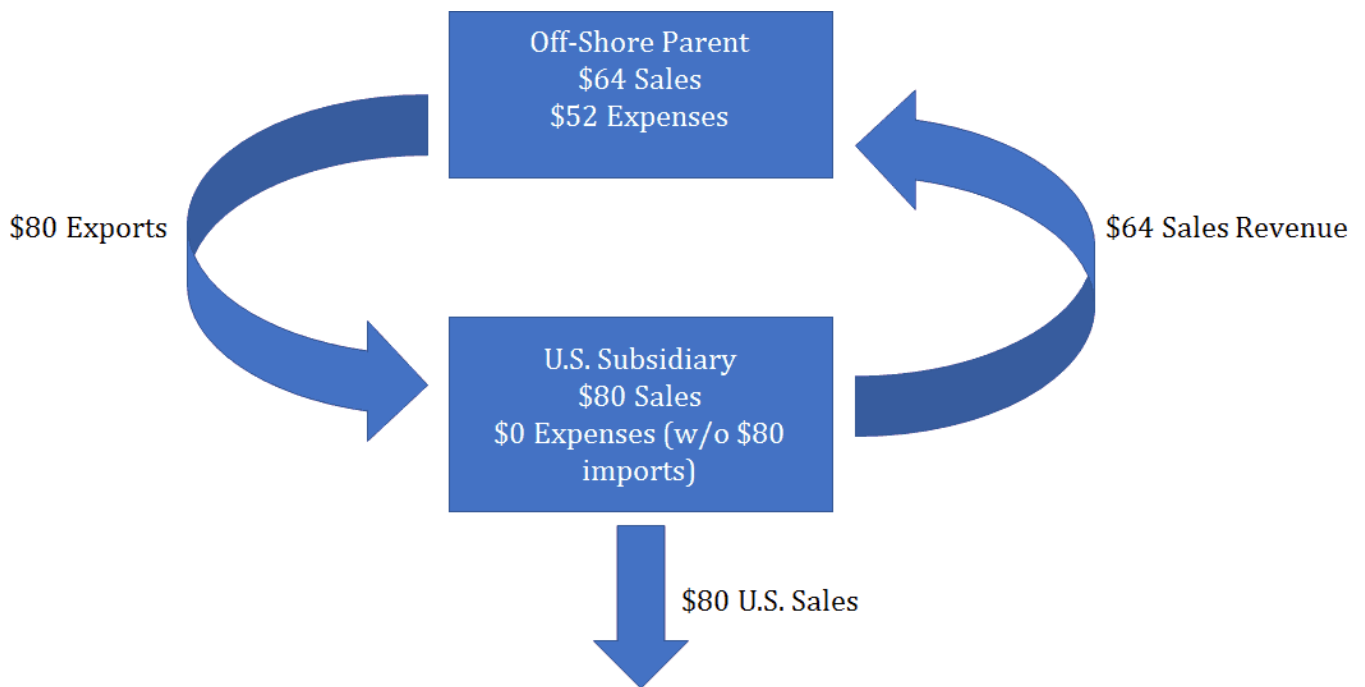 Off-Shore Parent
$64 Sales
$52 Expenses
$80 Exports
$64 Sales Revenue
U.S. Subsidiary
$80 Sales
$0 Expenses (w/o $80
imports)
$80 U.S. Sales